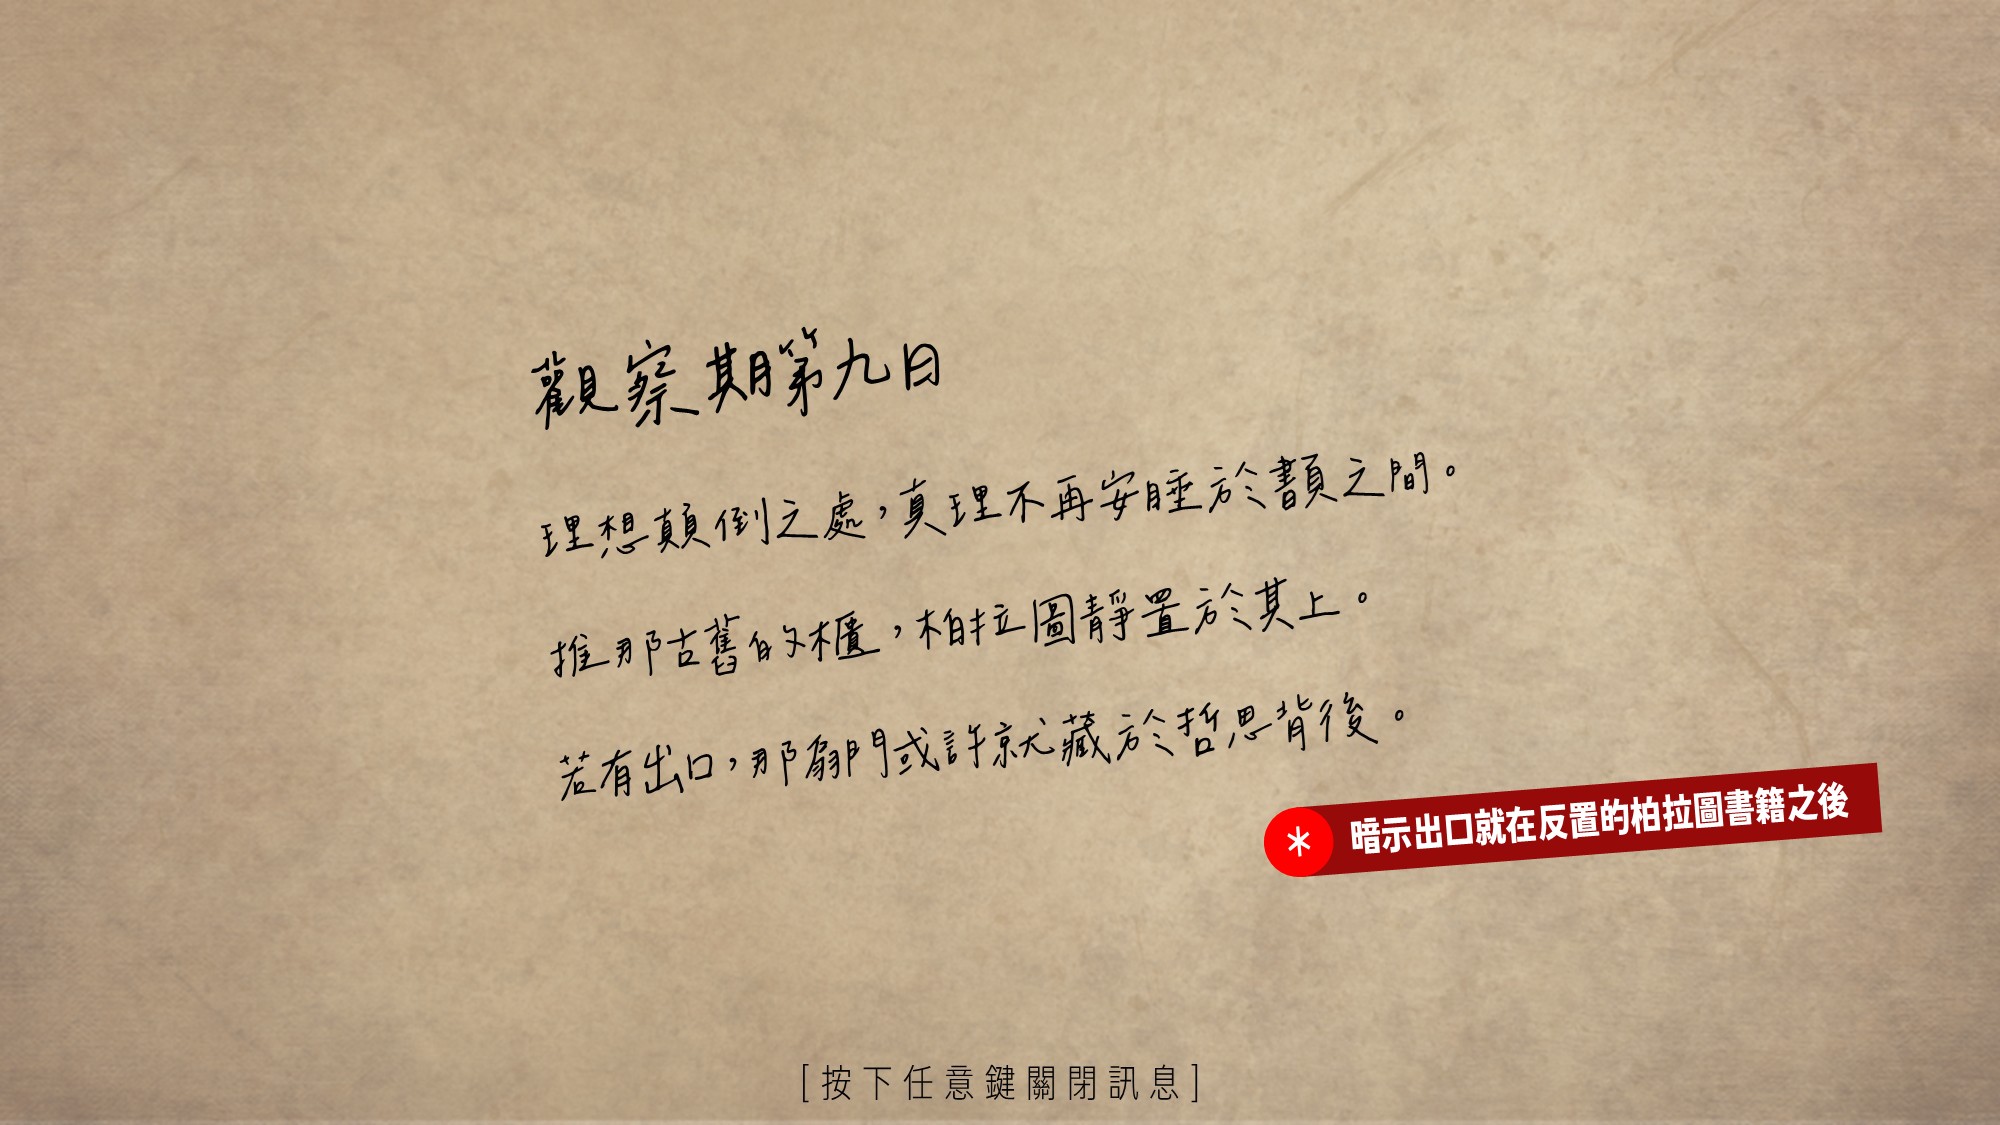 觀察期第九日
理想顛倒之處，真理不再安睡於書頁之間。
推那古舊的櫃，柏拉圖靜置於其上。
若有出口，那扇門或許就藏於哲思背後。
* 暗示出口就在反置的柏拉圖書籍之後
[按下任意鍵關閉訊息]